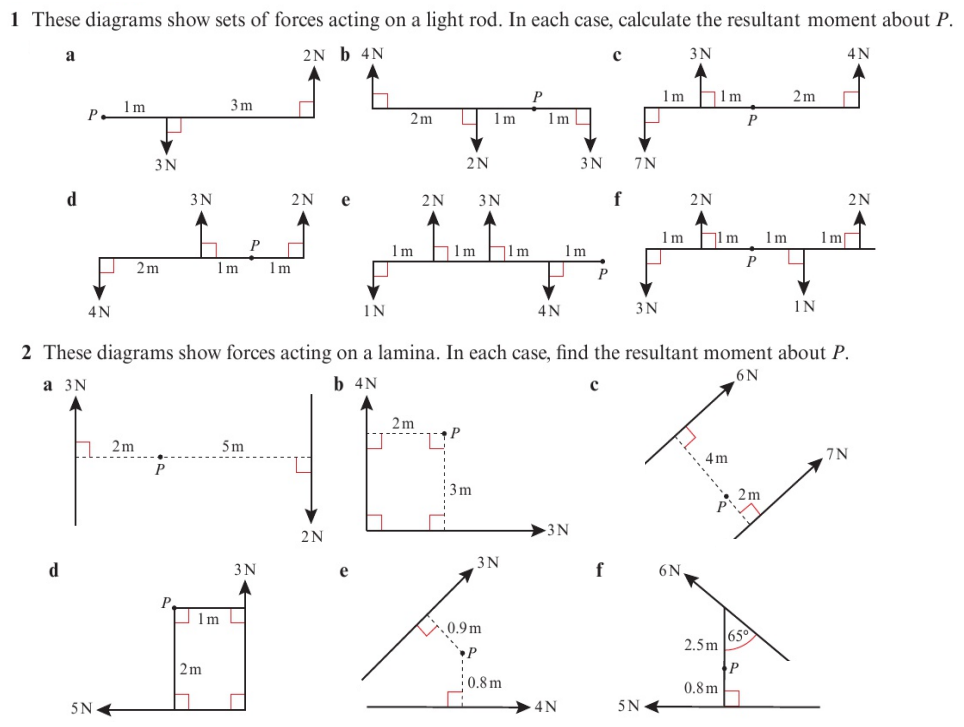 1 These diagrams show sets of forces acting on a light rod. In each case, calculate the resultant moment about P.
a
2 N
P
1 m
3 m
3 N
b
4 N
2 m
P
1 m
1 m
2 N
3 N
c
3 N
4 N
1 m
1 m
2 m
P
7 N
d
3 N
2 N
P
2 m
1 m
1 m
4 N
e
2 N
3 N
1 m
1 m
1 m
1 m
P
1 N
4 N
f
2 N
2 N
1 m
1 m
1 m
1 m
P
3 N
1 N
2 These diagrams show forces acting on a lamina. In each case, find the resultant moment about P.
a
3 N
2 m
5 m
P
2 N
b
4 N
2 m
P
3 m
3 N
c
6 N
4 m
7 N
2 m
P
d
3 N
P
1 m
2 m
5 N
e
3 N
0.9 m
P
0.8 m
4 N
f
6 N
65°
2.5 m
P
0.8 m
5 N